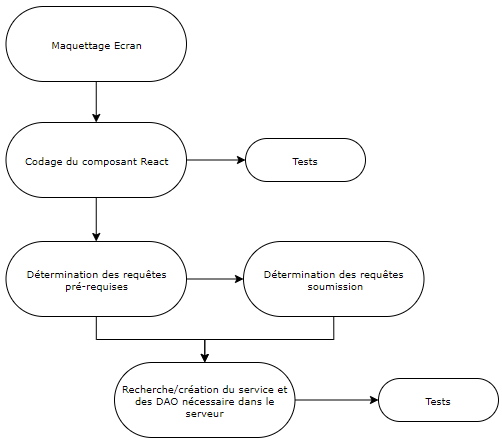 Maquettage Ecran
Codage du composant React
Tests
Détermination des requêtes
pré-requises
Détermination des requêtes
soumission
Recherche/création du service et
des DAO nécessaire dans le
serveur
Tests